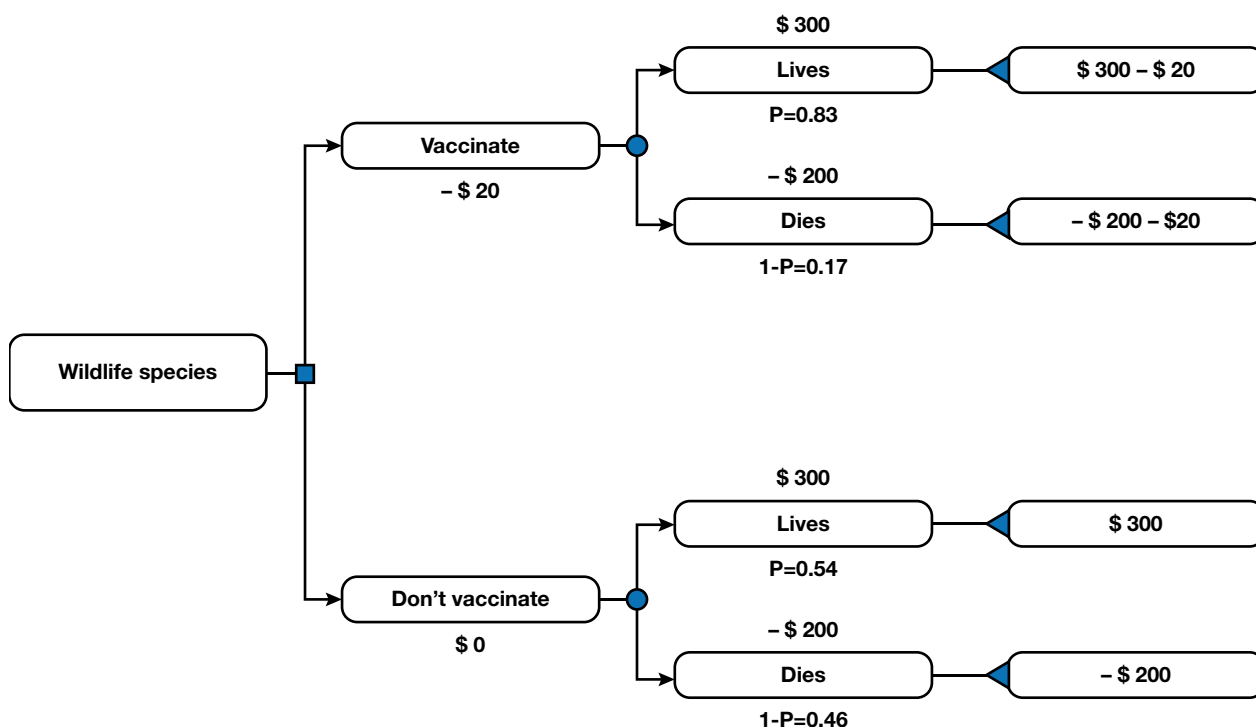 $ 300
Lives
P=0.83
$ 300 – $ 20
Vaccinate
– $ 20
– $ 200
Dies
1-P=0.17
– $ 200 – $20
Wildlife species
$ 300
Lives
P=0.54
$ 300
Don’t vaccinate
$ 0
– $ 200
Dies
1-P=0.46
– $ 200